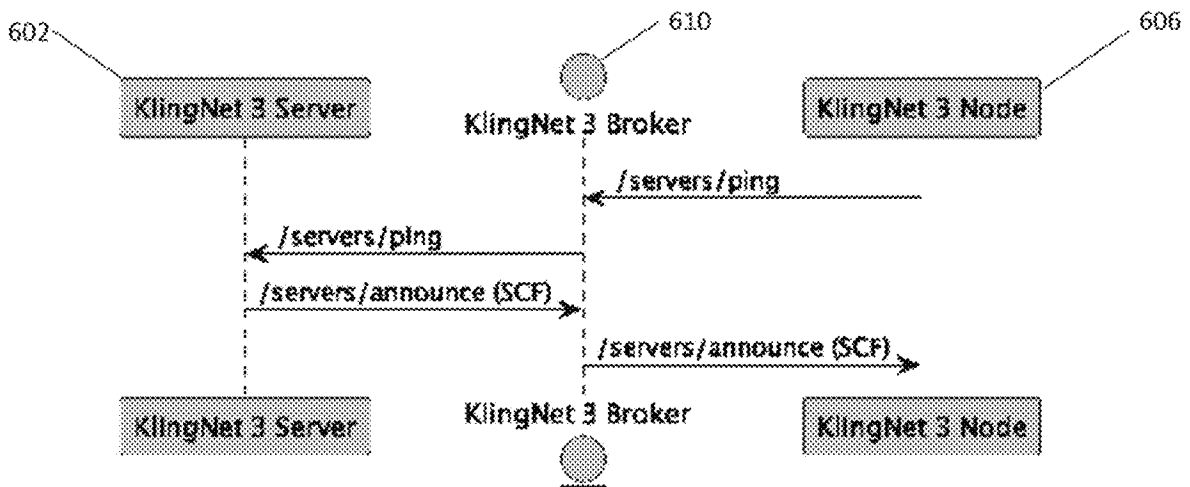 602
610
606
KlingNet 3 Server
KlingNet 3 Broker
KlingNet 3 Node
/servers/ping
/servers/ping
/servers/announce (SCF)
/servers/announce (SCF)
KlingNet 3 Server
KlingNet 3 Broker
KlingNet 3 Node